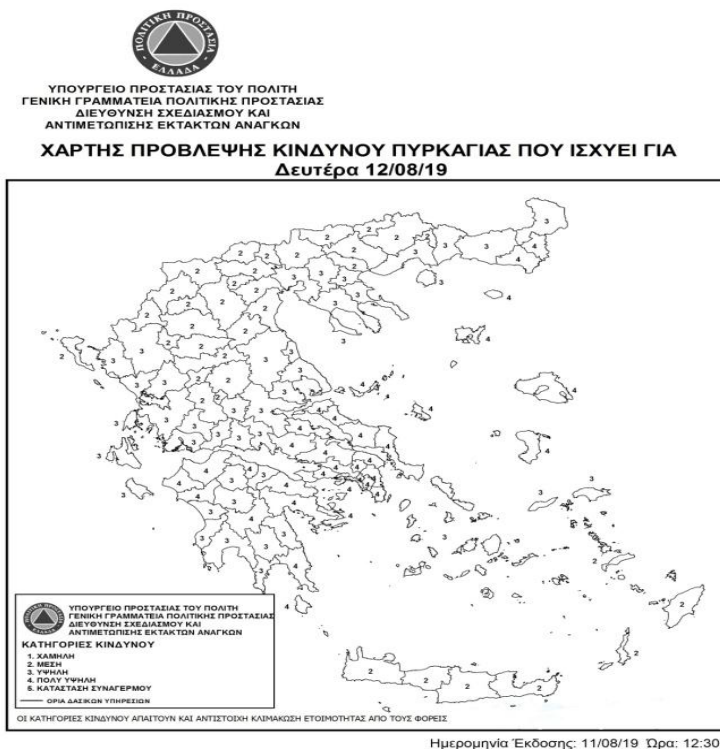 ΠΟΛΙΤΙΚΗ ΠΡΟΣΤΑΣΙΑ
ΕΛΛΑΔΑ
ΥΠΟΥΡΓΕΙΟ ΠΡΟΣΤΑΣΙΑΣ ΤΟΥ ΠΟΛΙΤΗ
ΓΕΝΙΚΗ ΓΡΑΜΜΑΤΕΙΑ ΠΟΛΙΤΙΚΗΣ ΠΡΟΣΤΑΣΙΑΣ
ΔΙΕΥΘΥΝΣΗ ΣΧΕΔΙΑΣΜΟΥ ΚΑΙ
ΑΝΤΙΜΕΤΩΠΙΣΗΣ ΕΚΤΑΚΤΩΝ ΑΝΑΓΚΩΝ
ΧΑΡΤΗΣ ΠΡΟΒΛΕΨΗΣ ΚΙΝΔΥΝΟΥ ΠΥΡΚΑΓΙΑΣ ΠΟΥ ΙΣΧΥΕΙ ΓΙΑ
Δευτέρα 12/08/19
ΥΠΟΥΡΓΕΙΟ ΠΡΟΣΤΑΣΙΑΣ ΤΟΥ ΠΟΛΙΤΗ
ΓΕΝΙΚΗ ΓΡΑΜΜΑΤΕΙΑ ΠΟΛΙΤΙΚΗΣ ΠΡΟΣΤΑΣΙΑΣ
ΔΙΕΥΘΥΝΣΗ ΣΧΕΔΙΑΣΜΟΥ ΚΑΙ
ΑΝΤΙΜΕΤΩΠΙΣΗΣ ΕΚΤΑΚΤΩΝ ΑΝΑΓΚΩΝ
ΚΑΤΗΓΟΡΙΕΣ ΚΙΝΔΥΝΟΥ
1. ΧΑΜΗΛΗ
2. ΜΕΣΗ
3. ΥΨΗΛΗ
4. ΠΟΛΥ ΥΨΗΛΗ
5. ΚΑΤΑΣΤΑΣΗ ΣΥΝΑΓΕΡΜΟΥ
ΟΡΙΑ ΔΑΣΙΚΩΝ ΥΠΗΡΕΣΙΩΝ
ΟΙ ΚΑΤΗΓΟΡΙΕΣ ΚΙΝΔΥΝΟΥ ΑΠΑΙΤΟΥΝ ΚΑΙ ΑΝΤΙΣΤΟΙΧΗ ΚΛΙΜΑΚΩΣΗ ΕΤΟΙΜΟΤΗΤΑΣ ΑΠΟ ΤΟΥΣ ΦΟΡΕΙΣ
Ημερομηνία Έκδοσης: 11/08/19 Ώρα: 12:30